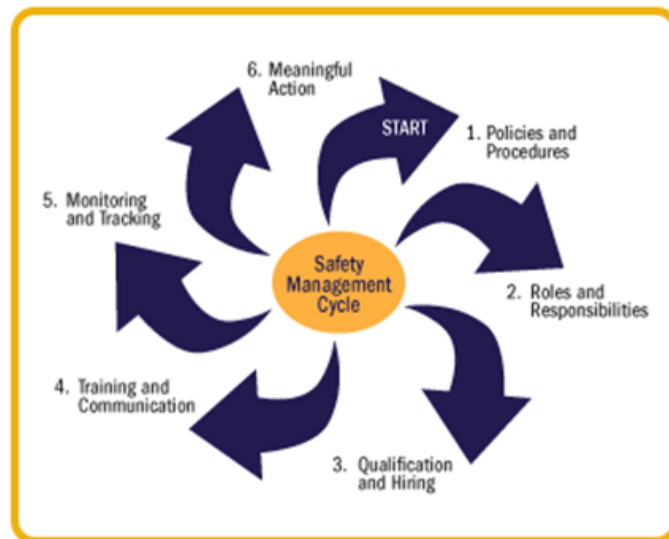 START
1. Policies and
Procedures
2. Roles and
Responsibilities
3. Qualification
and Hiring
4. Training and
Communication
5. Monitoring
and Tracking
6. Meaningful
Action
Safety
Management
Cycle